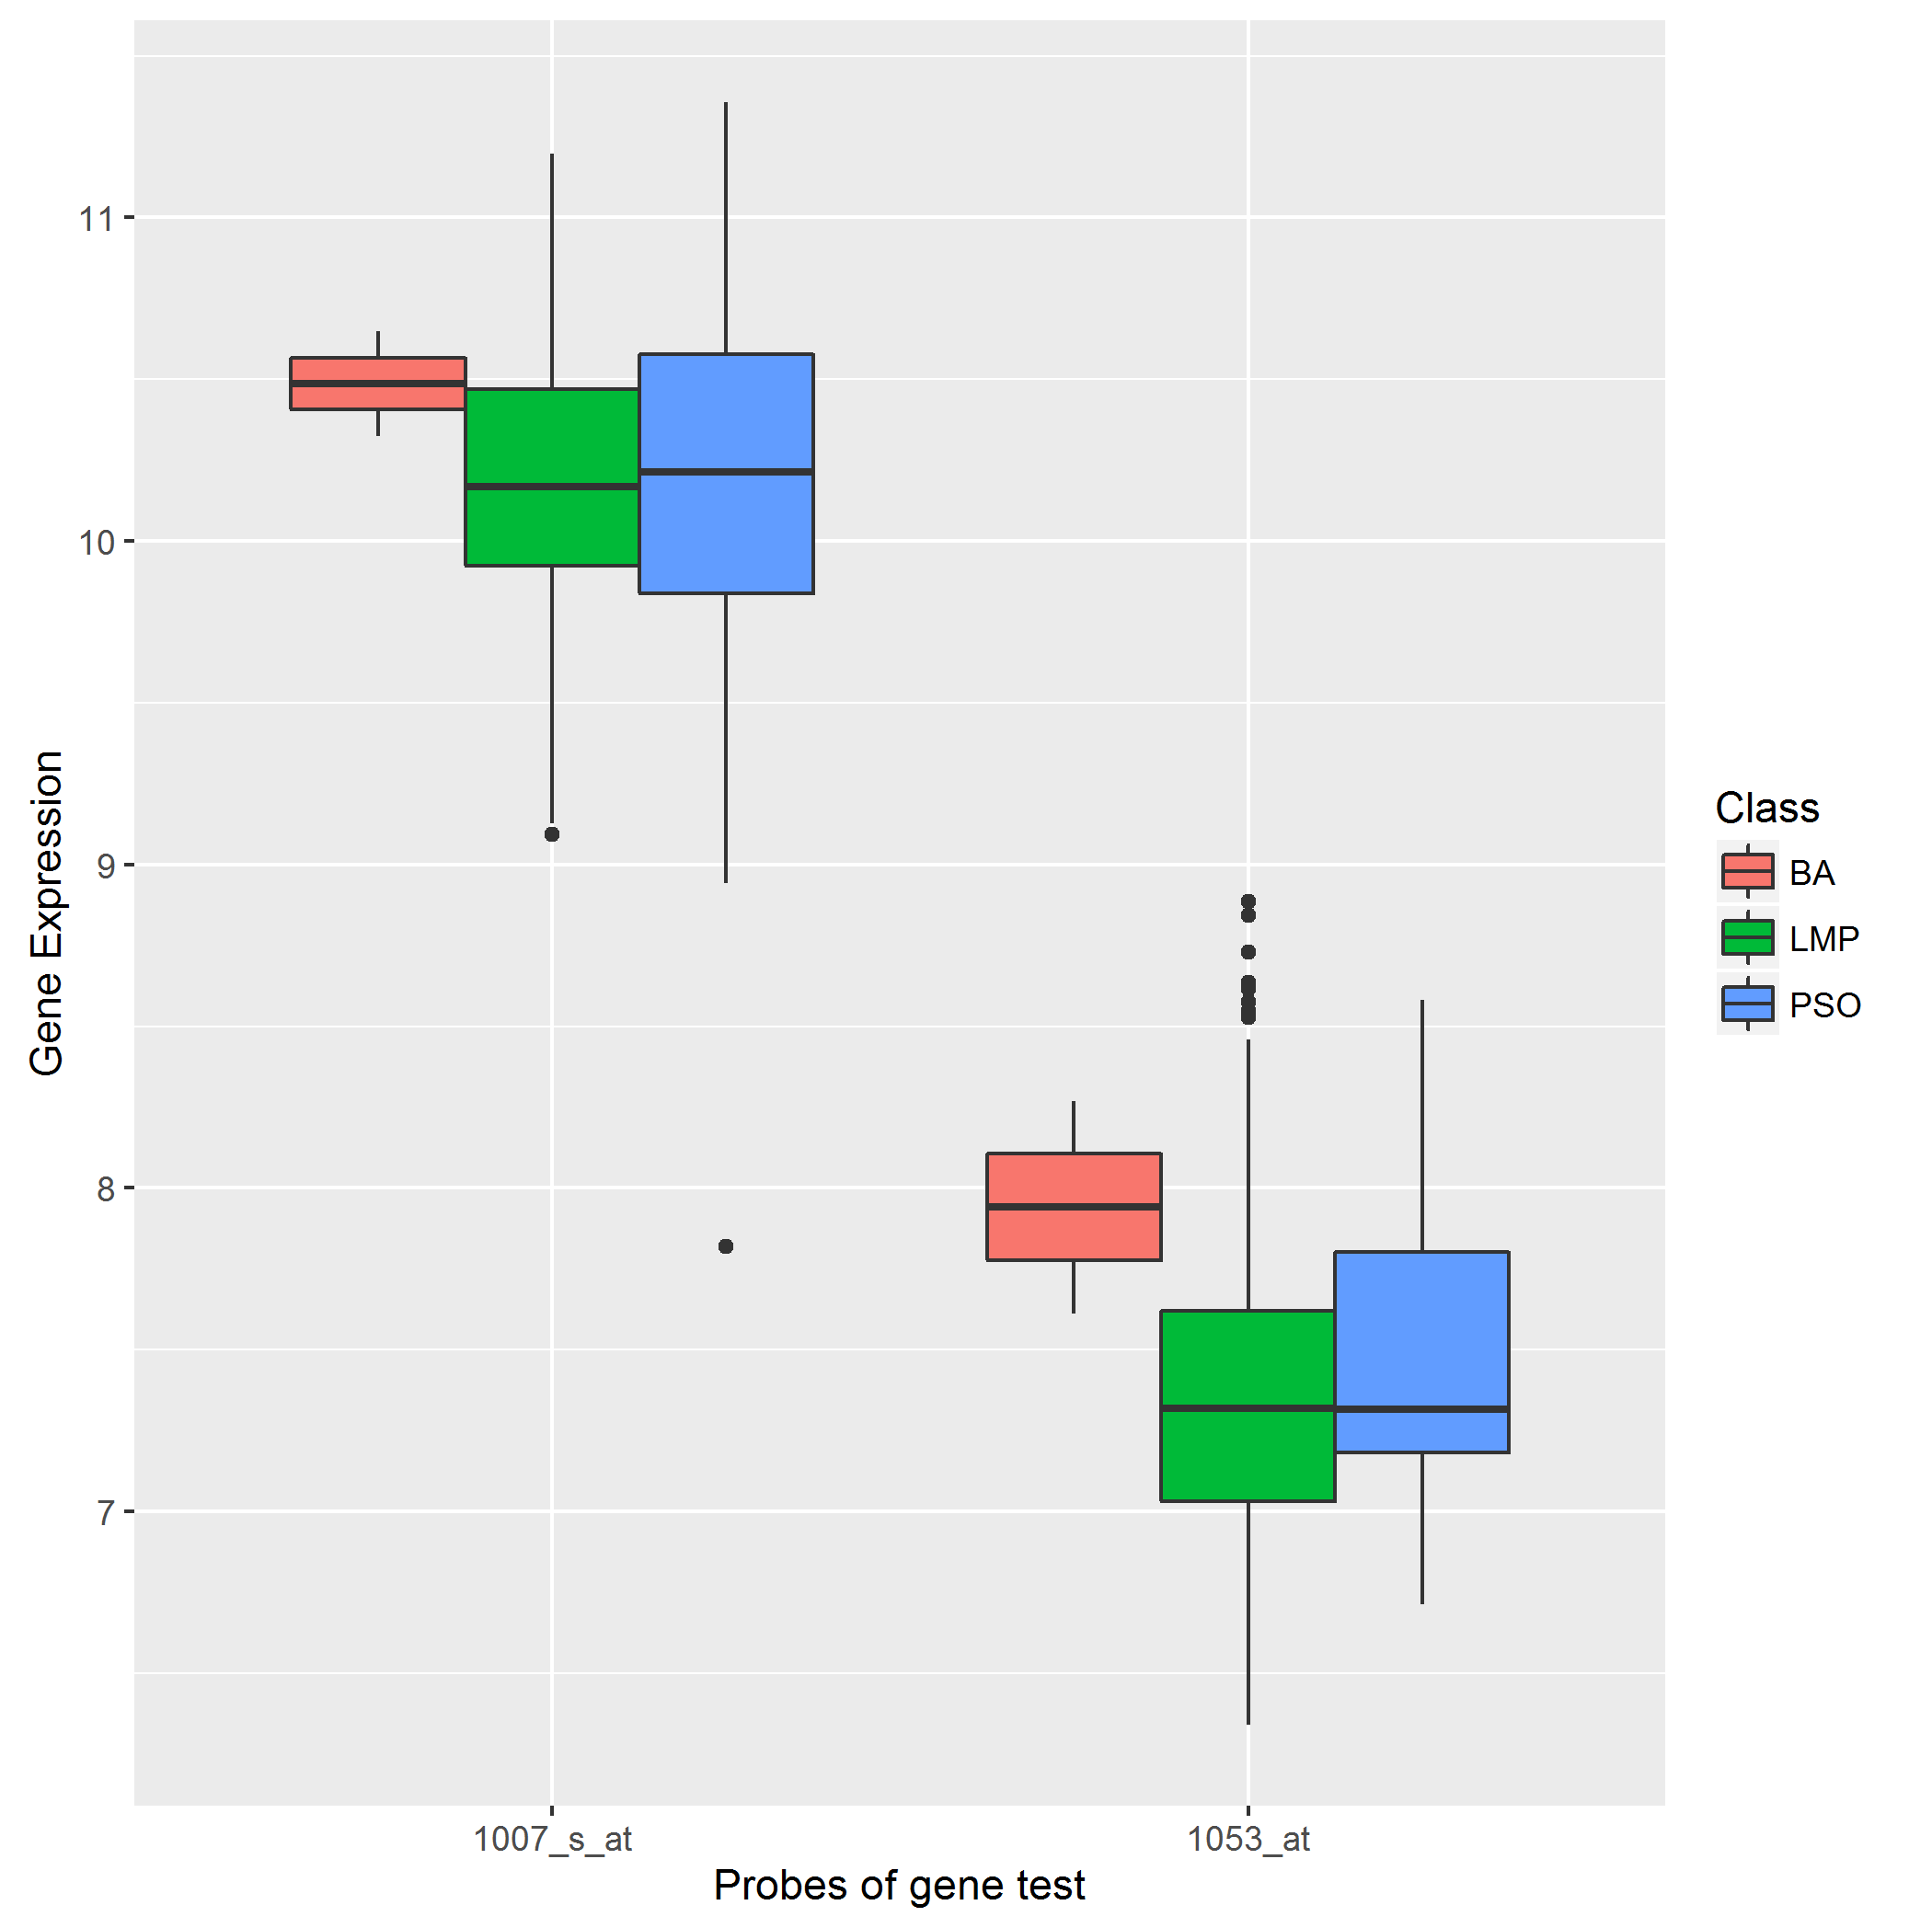 Gene Expression
11
10
9
8
7
1007_s_at
1053_at
Probes of gene test
Class
BA
LMP
PSO